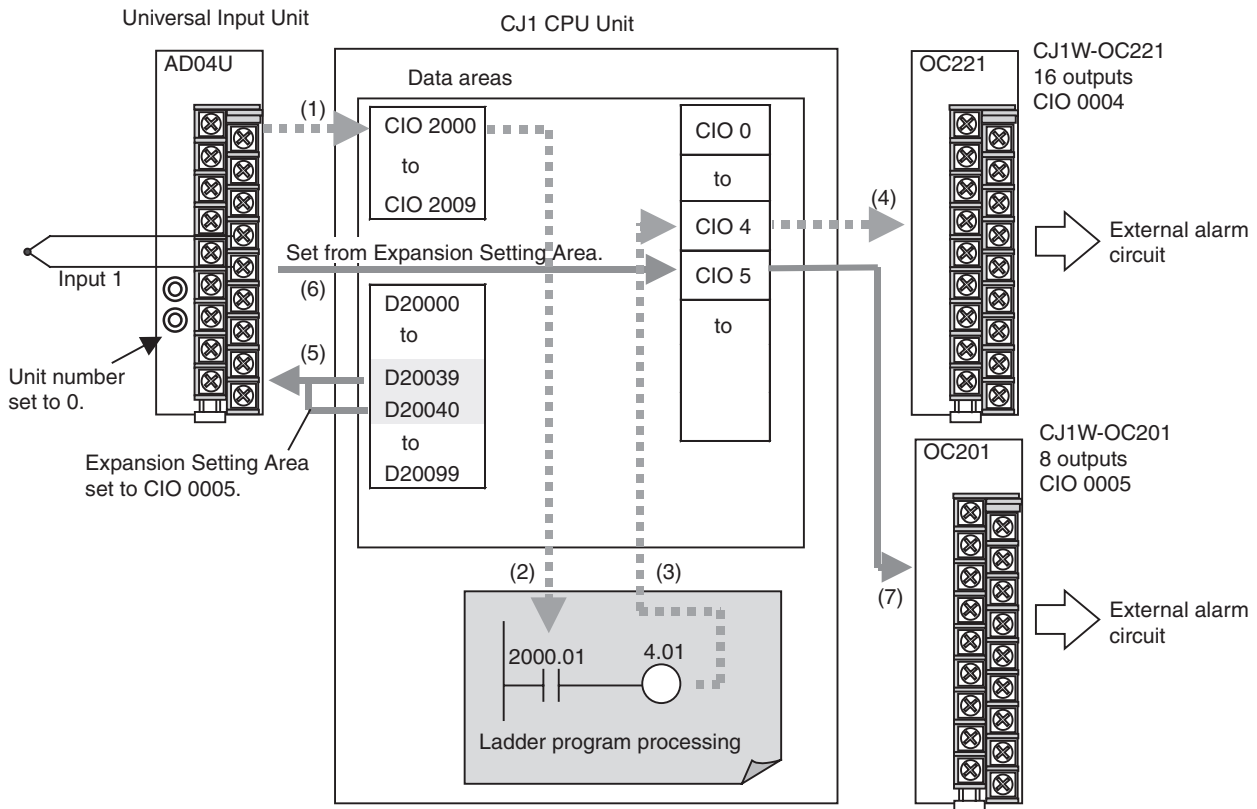 Universal Input Unit
AD04U
Input 1
Unit number
set to 0.
Expansion Setting Area
set to CIO 0005.
CJ1 CPU Unit
Data areas
(1)
CIO 2000
to
CIO 2009
Set from Expansion Setting Area.
(6)
D20000
to
(5)
D20039
D20040
to
D20099
CIO 0
to
CIO 4
CIO 5
to
(2)
(3)
2000.01
4.01
Ladder program processing
(4)
(7)
OC221
CJ1W-OC221
16 outputs
CIO 0004
External alarm
circuit
OC201
CJ1W-OC201
8 outputs
CIO 0005
External alarm
circuit